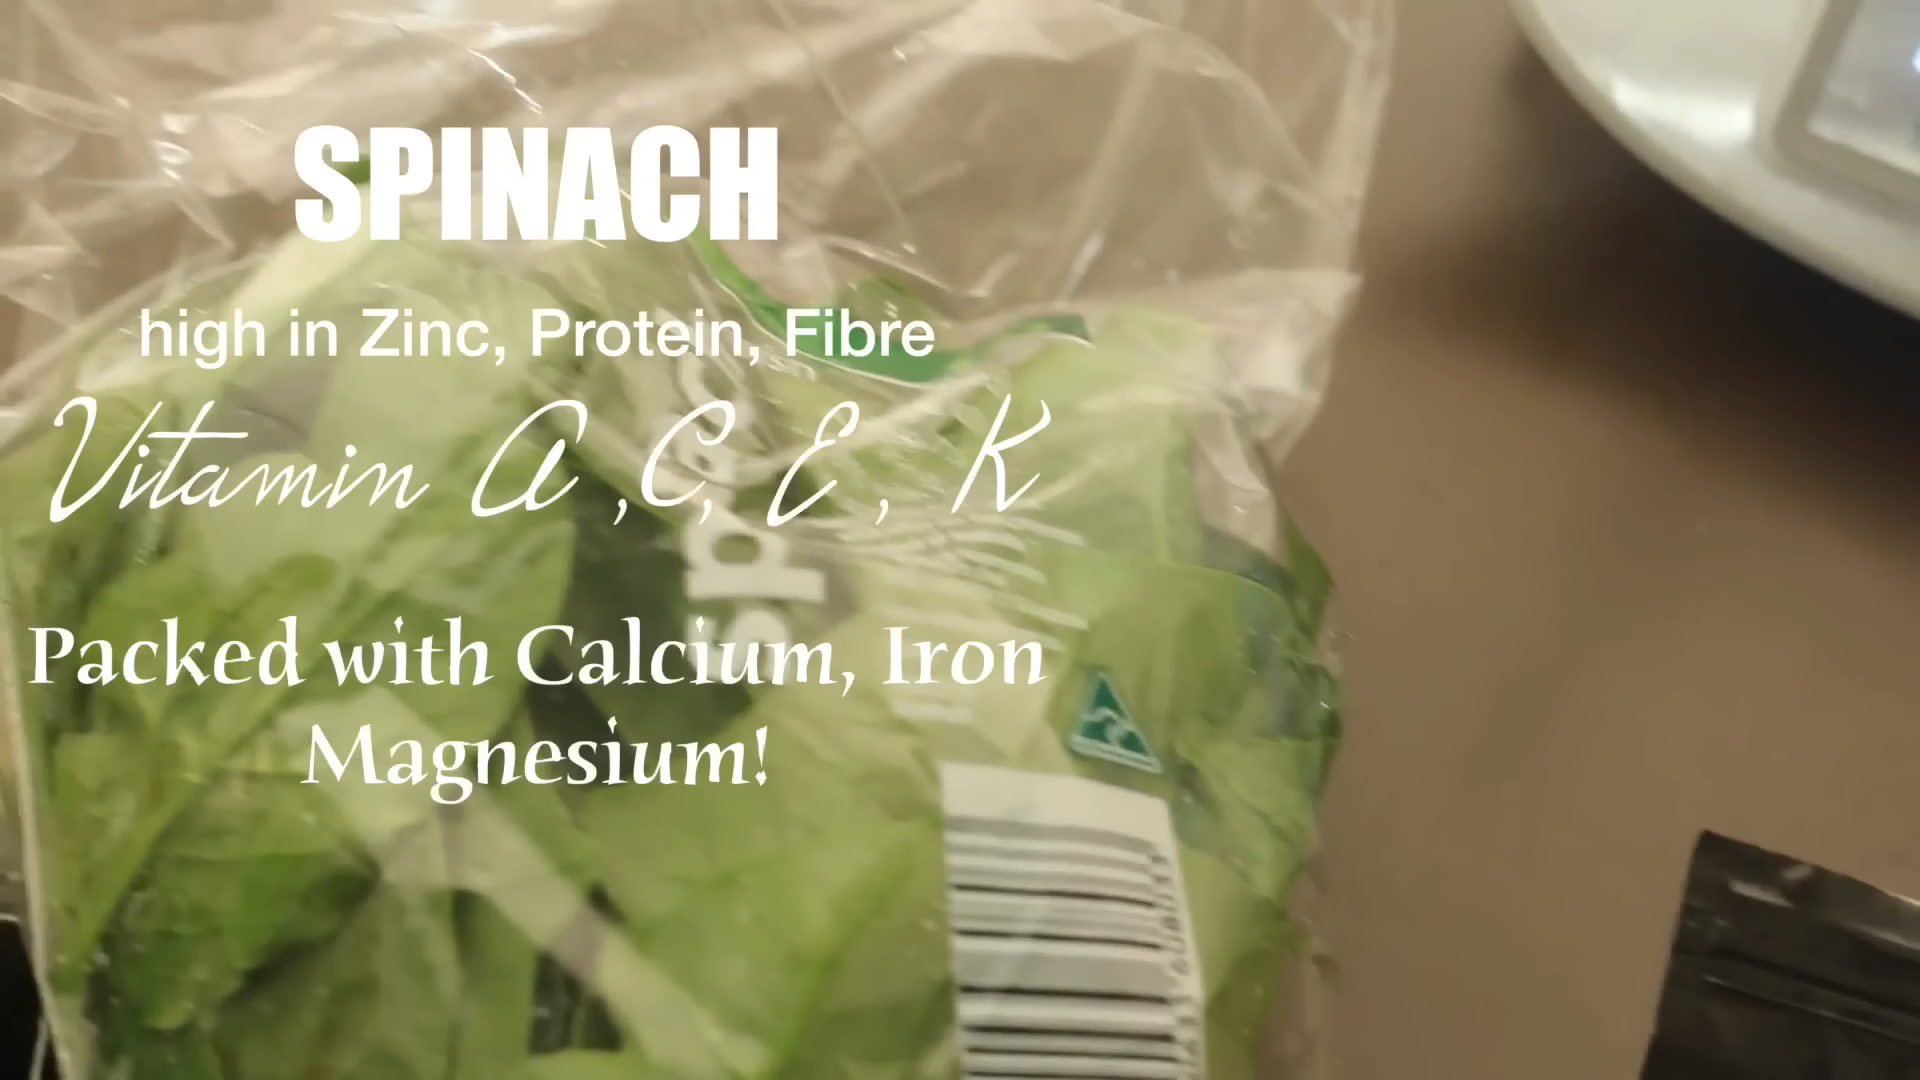 SPINACH
high in Zinc, Protein, Fibre
Vitamin A ,C, E , K
Packed with Calcium, Iron
Magnesium!